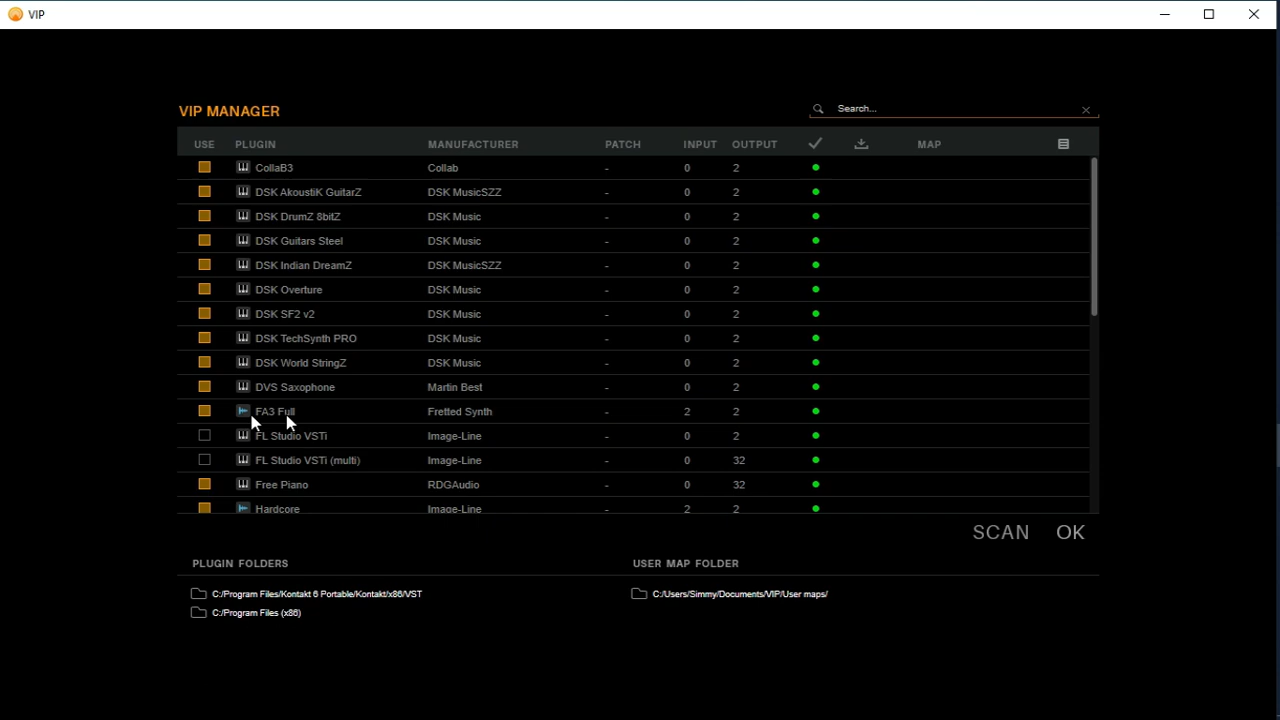 VIP
VIP MANAGER
Search...
USE PLUGIN MANUFACTURER PATCH INPUT OUTPUT MAP
CollaB3 Collab - 0 2
DSK AkoustiK GuitarZ DSK MusicSZZ - 0 2
DSK DrumZ 8bitZ DSK Music - 0 2
DSK Guitars Steel DSK Music - 0 2
DSK Indian DreamZ DSK MusicSZZ - 0 2
DSK Overture DSK Music - 0 2
DSK SF2 v2 DSK Music - 0 2
DSK TechSynth PRO DSK Music - 0 2
DSK World StringZ DSK Music - 0 2
DVS Saxophone Martin Best - 0 2
FA3 Full Fretted Synth - 2 2
FL Studio VSTi Image-Line - 0 2
FL Studio VSTi (multi) Image-Line - 0 32
Free Piano RDGAudio - 0 32
Hardcore Image-Line - 2 2
SCAN OK
PLUGIN FOLDERS USER MAP FOLDER
C:/Program Files/Kontakt 6 Portable/Kontakt/x86/VST C:/Users/Simmy/Documents/VIP/User maps/
C:/Program Files (x86)